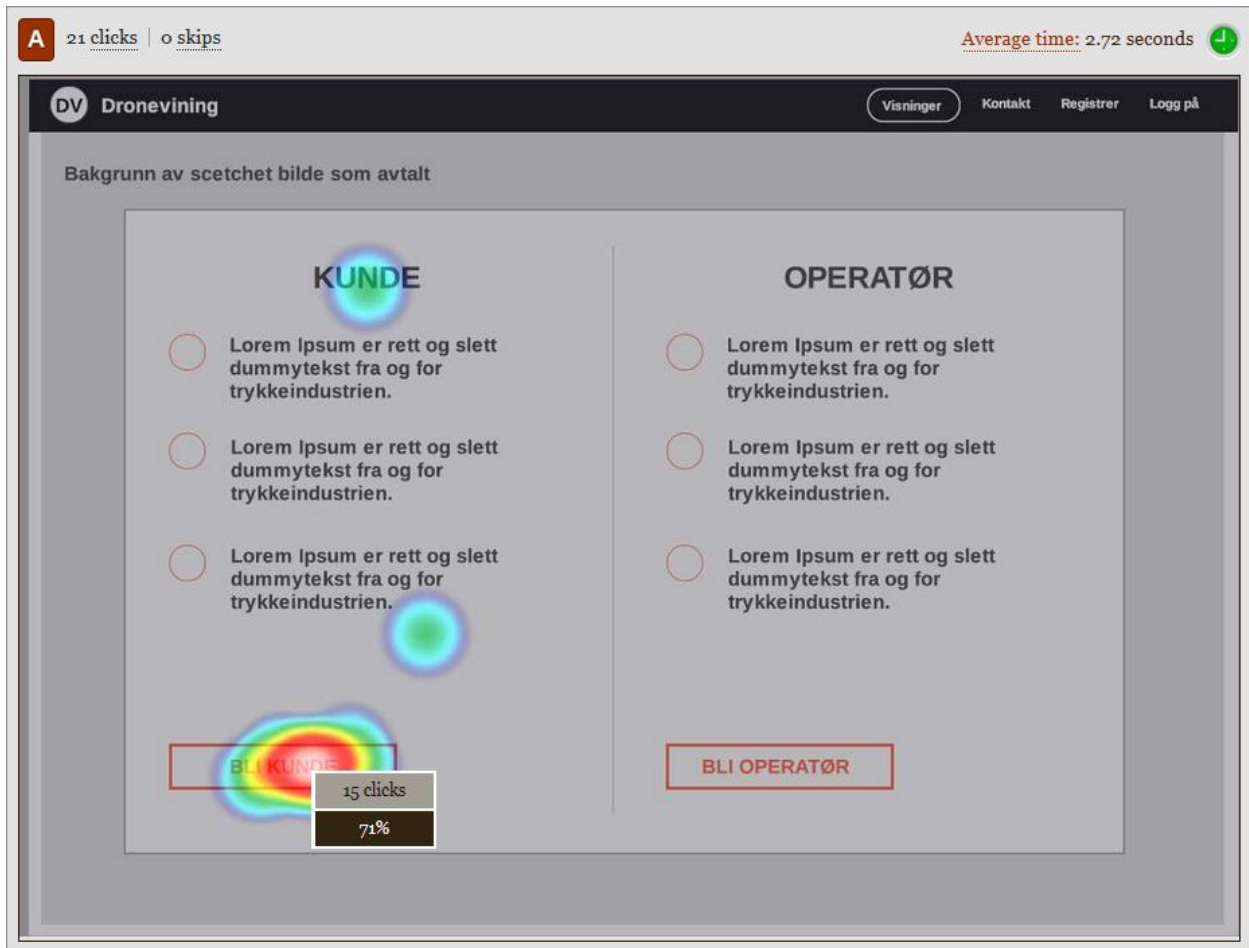 A 21 clicks | 0 skips Average time: 2.72 seconds
DV Dronevining Visninger Kontakt Registrer Logg på
Bakgrunn av scetchet bilde som avtalt
KUNDE
Lorem Ipsum er rett og slett
dummytekst fra og for
trykkeindustrien.
Lorem Ipsum er rett og slett
dummytekst fra og for
trykkeindustrien.
Lorem Ipsum er rett og slett
dummytekst fra og for
trykkeindustrien.
BLI KUNDE
15 clicks
71%
OPERATØR
Lorem Ipsum er rett og slett
dummytekst fra og for
trykkeindustrien.
Lorem Ipsum er rett og slett
dummytekst fra og for
trykkeindustrien.
Lorem Ipsum er rett og slett
dummytekst fra og for
trykkeindustrien.
BLI OPERATØR